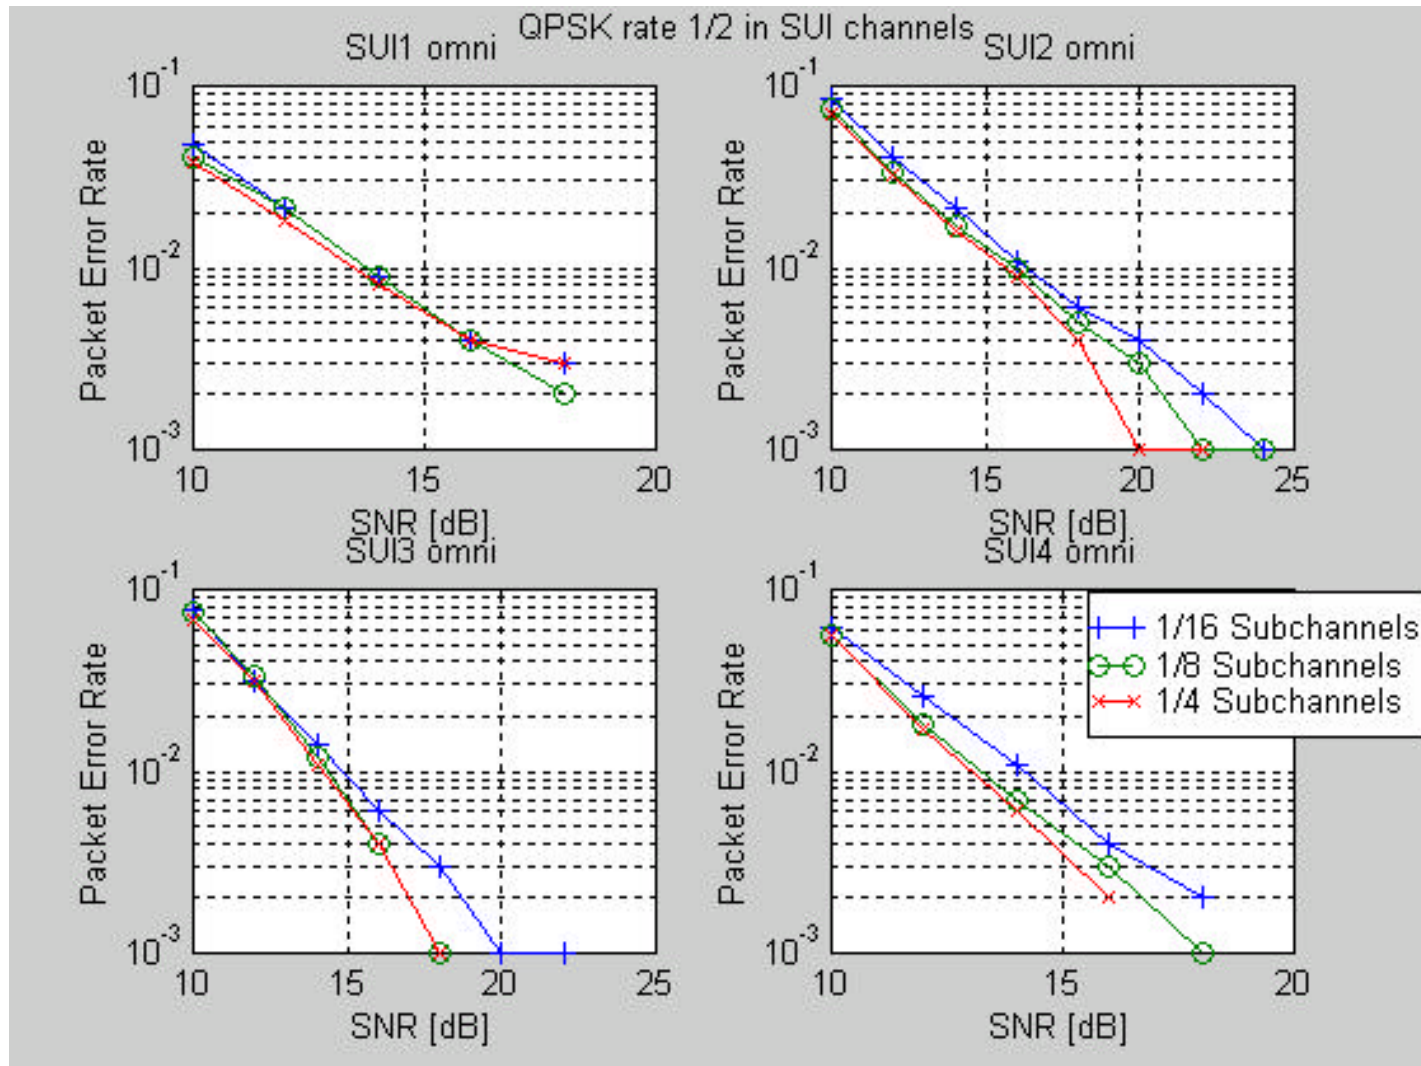 QPSK rate 1/2 in SUI channels
SUI1 omni
Packet Error Rate
10^-1
10^-2
10^-3
10 15 20
SNR [dB]
SUI2 omni
Packet Error Rate
10^-1
10^-2
10^-3
10 15 20 25
SNR [dB]
SUI3 omni
Packet Error Rate
10^-1
10^-2
10^-3
10 15 20 25
SNR [dB]
SUI4 omni
Packet Error Rate
10^-1
10^-2
10^-3
10 15 20
SNR [dB]
1/16 Subchannels
1/8 Subchannels
1/4 Subchannels